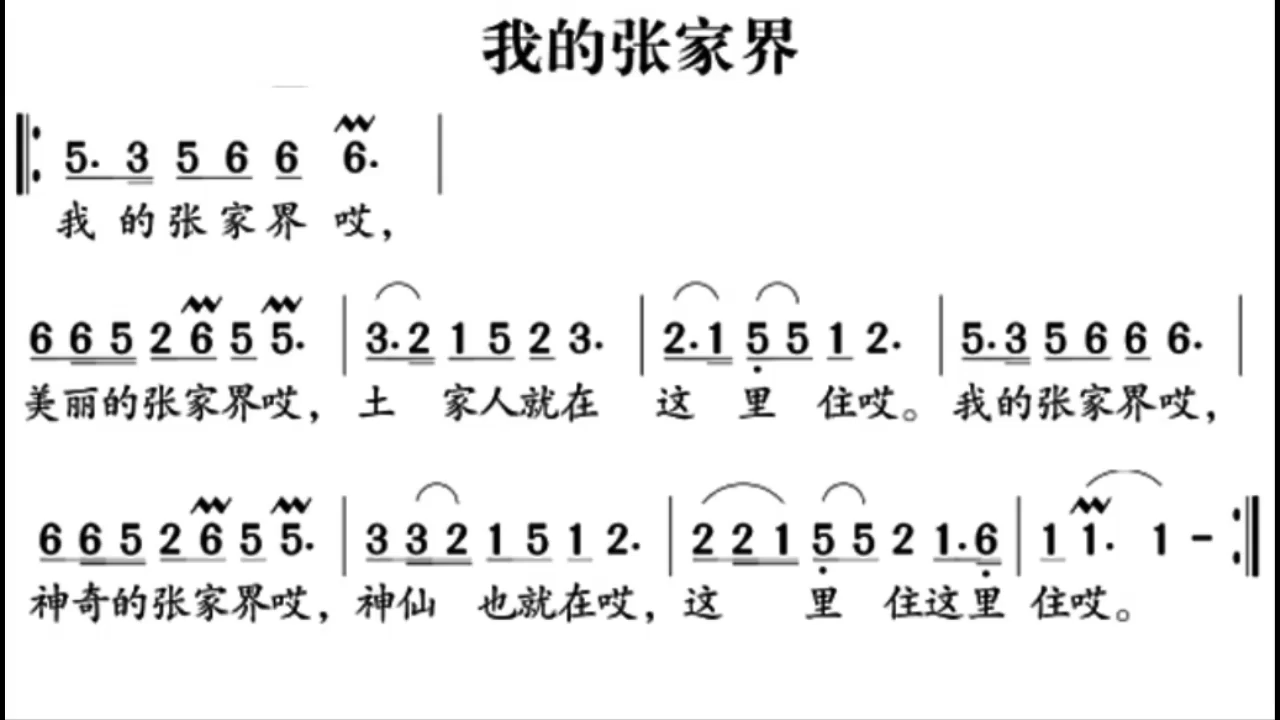 我的张家界
5. 3 5 6 6 6.
我 的 张 家 界 哎，
6 6 5 2 6 5 5. 3. 2 1 5 2 3. 2. 1 5 5 1 2. 5. 3 5 6 6 6.
美丽的张家界哎，土 家人就在 这 里 住哎。我的张家界哎，
6 6 5 2 6 5 5. 3 3 2 1 5 1 2. 2 2 1 5 5 2 1. 6 1 1. 1 -
神奇的张家界哎，神仙 也就在哎，这 里 住这里 住哎。